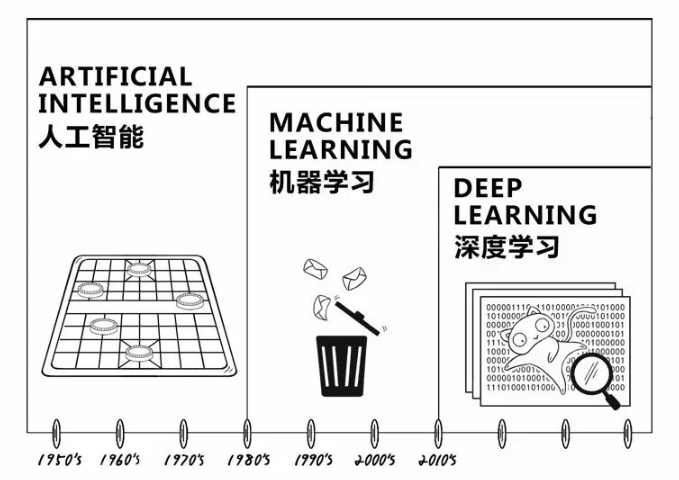 ARTIFICIAL
INTELLIGENCE
人工智能
MACHINE
LEARNING
机器学习
DEEP
LEARNING
深度学习
1950's 1960's 1970's 1980's 1990's 2000's 2010's